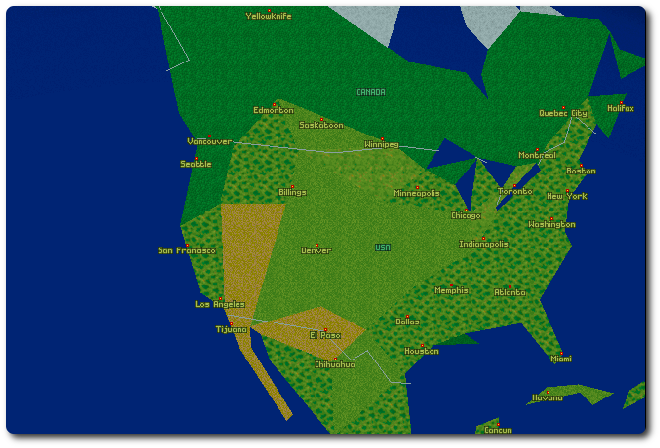 Yellowknife
CANADA
Edmonton
Saskatoon
Quebec City
Halifax
Vancouver
Winnipeg
Seattle
Montreal
Boston
Billings
Minneapolis
Toronto
New York
Chicago
Washington
San Francisco
Denver
USA
Indianapolis
Memphis
Atlanta
Los Angeles
Tijuana
El Paso
Dallas
Houston
Chihuahua
Miami
Havana
Cancun